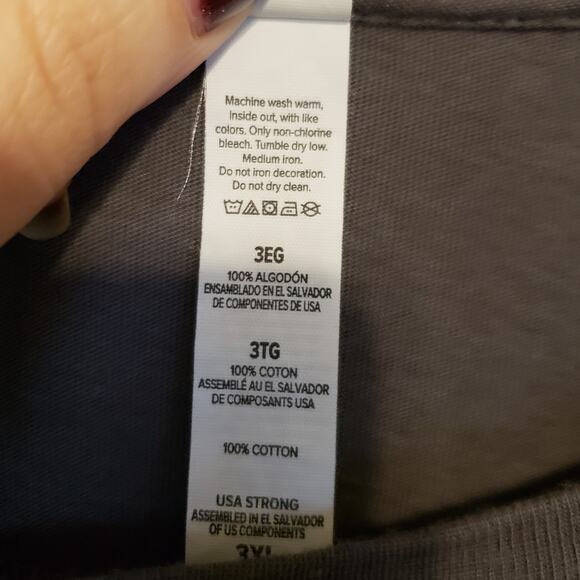 Machine wash warm,
Inside out, with like
colors. Only non-chlorine
bleach. Tumble dry low.
Medium iron.
Do not iron decoration.
Do not dry clean.
3EG
100% ALGODÓN
ENSAMBLADO EN EL SALVADOR
DE COMPONENTES DE USA
3TG
100% COTON
ASSEMBLÉ AU EL SALVADOR
DE COMPOSANTS USA
100% COTTON
USA STRONG
ASSEMBLED IN EL SALVADOR
OF US COMPONENTS
3XL